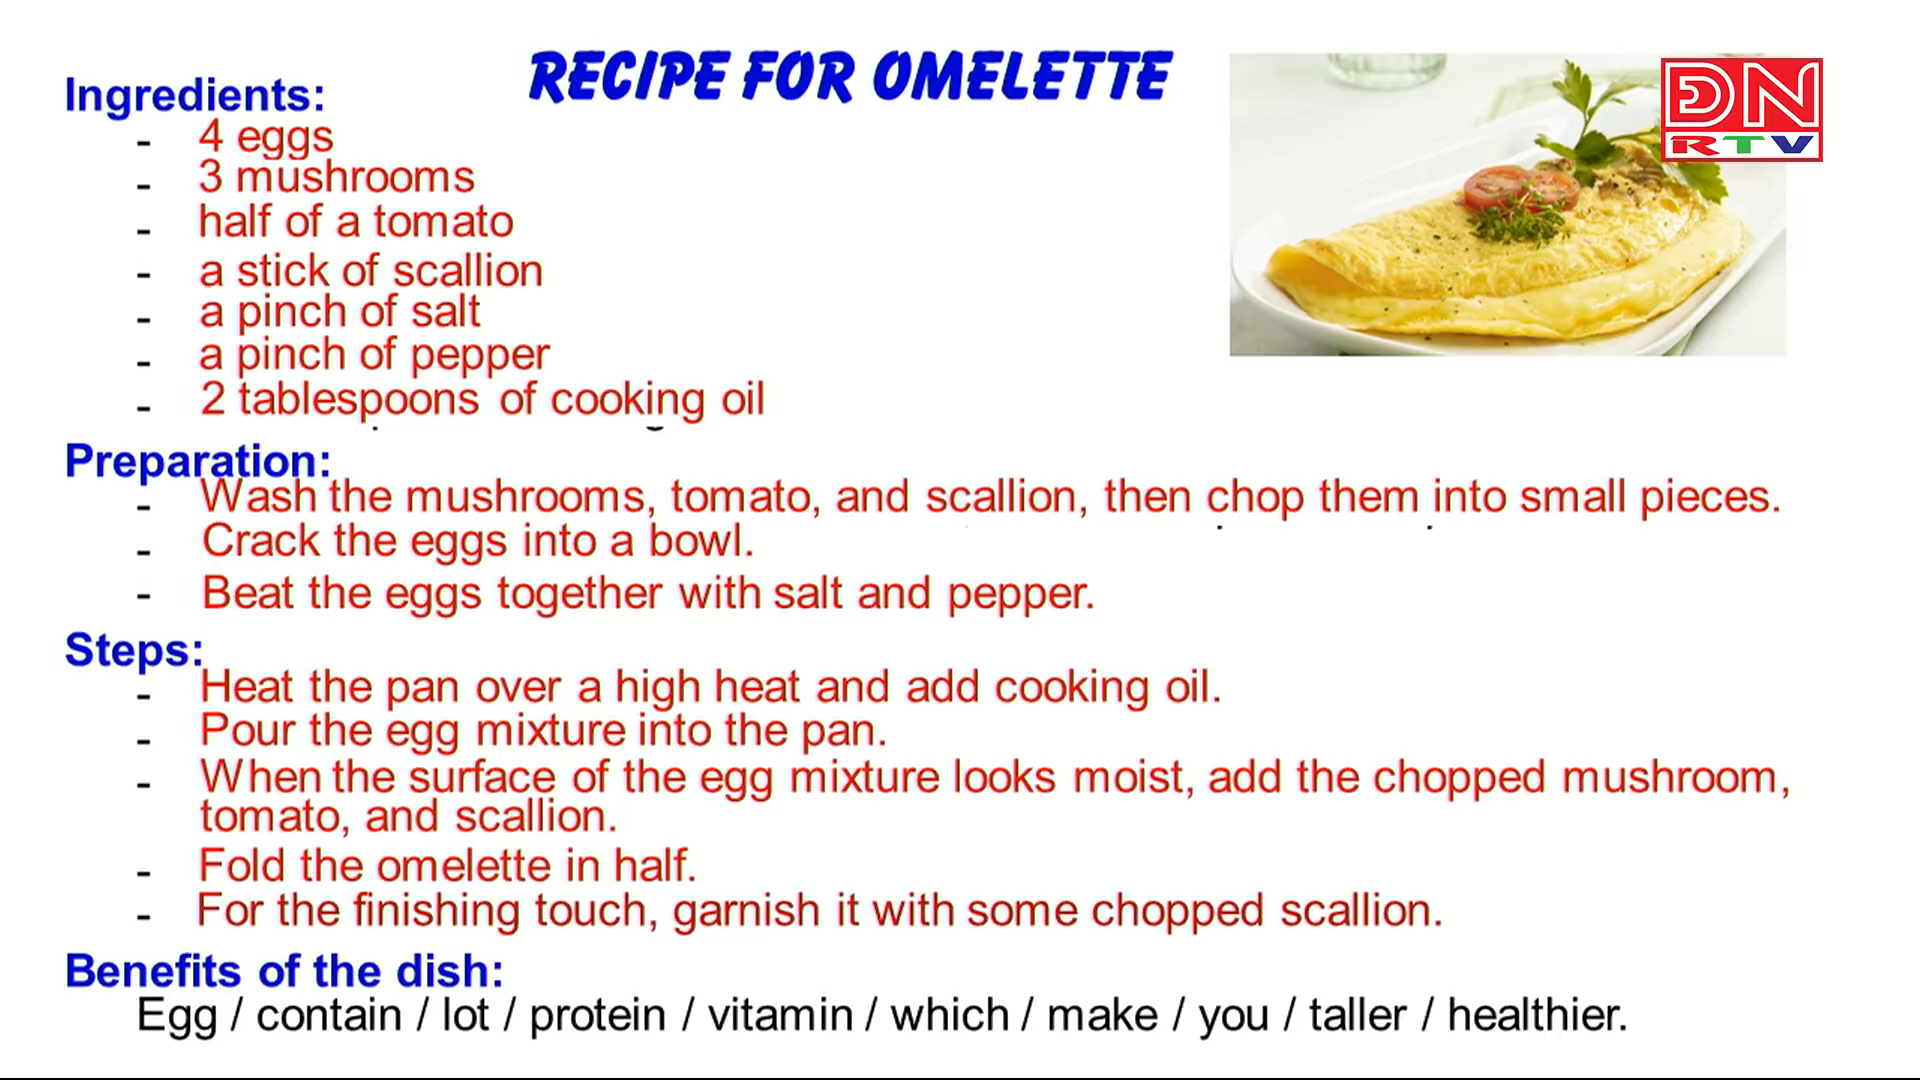 RECIPE FOR OMELETTE
Ingredients:
- 4 eggs
- 3 mushrooms
- half of a tomato
- a stick of scallion
- a pinch of salt
- a pinch of pepper
- 2 tablespoons of cooking oil
Preparation:
- Wash the mushrooms, tomato, and scallion, then chop them into small pieces.
- Crack the eggs into a bowl.
- Beat the eggs together with salt and pepper.
Steps:
- Heat the pan over a high heat and add cooking oil.
- Pour the egg mixture into the pan.
- When the surface of the egg mixture looks moist, add the chopped mushroom,
tomato, and scallion.
- Fold the omelette in half.
- For the finishing touch, garnish it with some chopped scallion.
Benefits of the dish:
Egg / contain / lot / protein / vitamin / which / make / you / taller / healthier.
DN
RTV